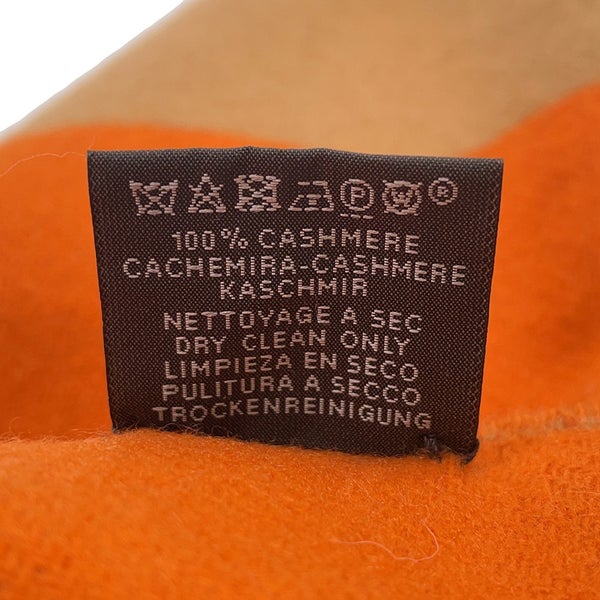 P W ®
100% CASHMERE
CACHEMIRA-CASHMERE
KASCHMIR
NETTOYAGE A SEC
DRY CLEAN ONLY
LIMPIEZA EN SECO
PULITURA A SECCO
TROCKENREINIGUNG